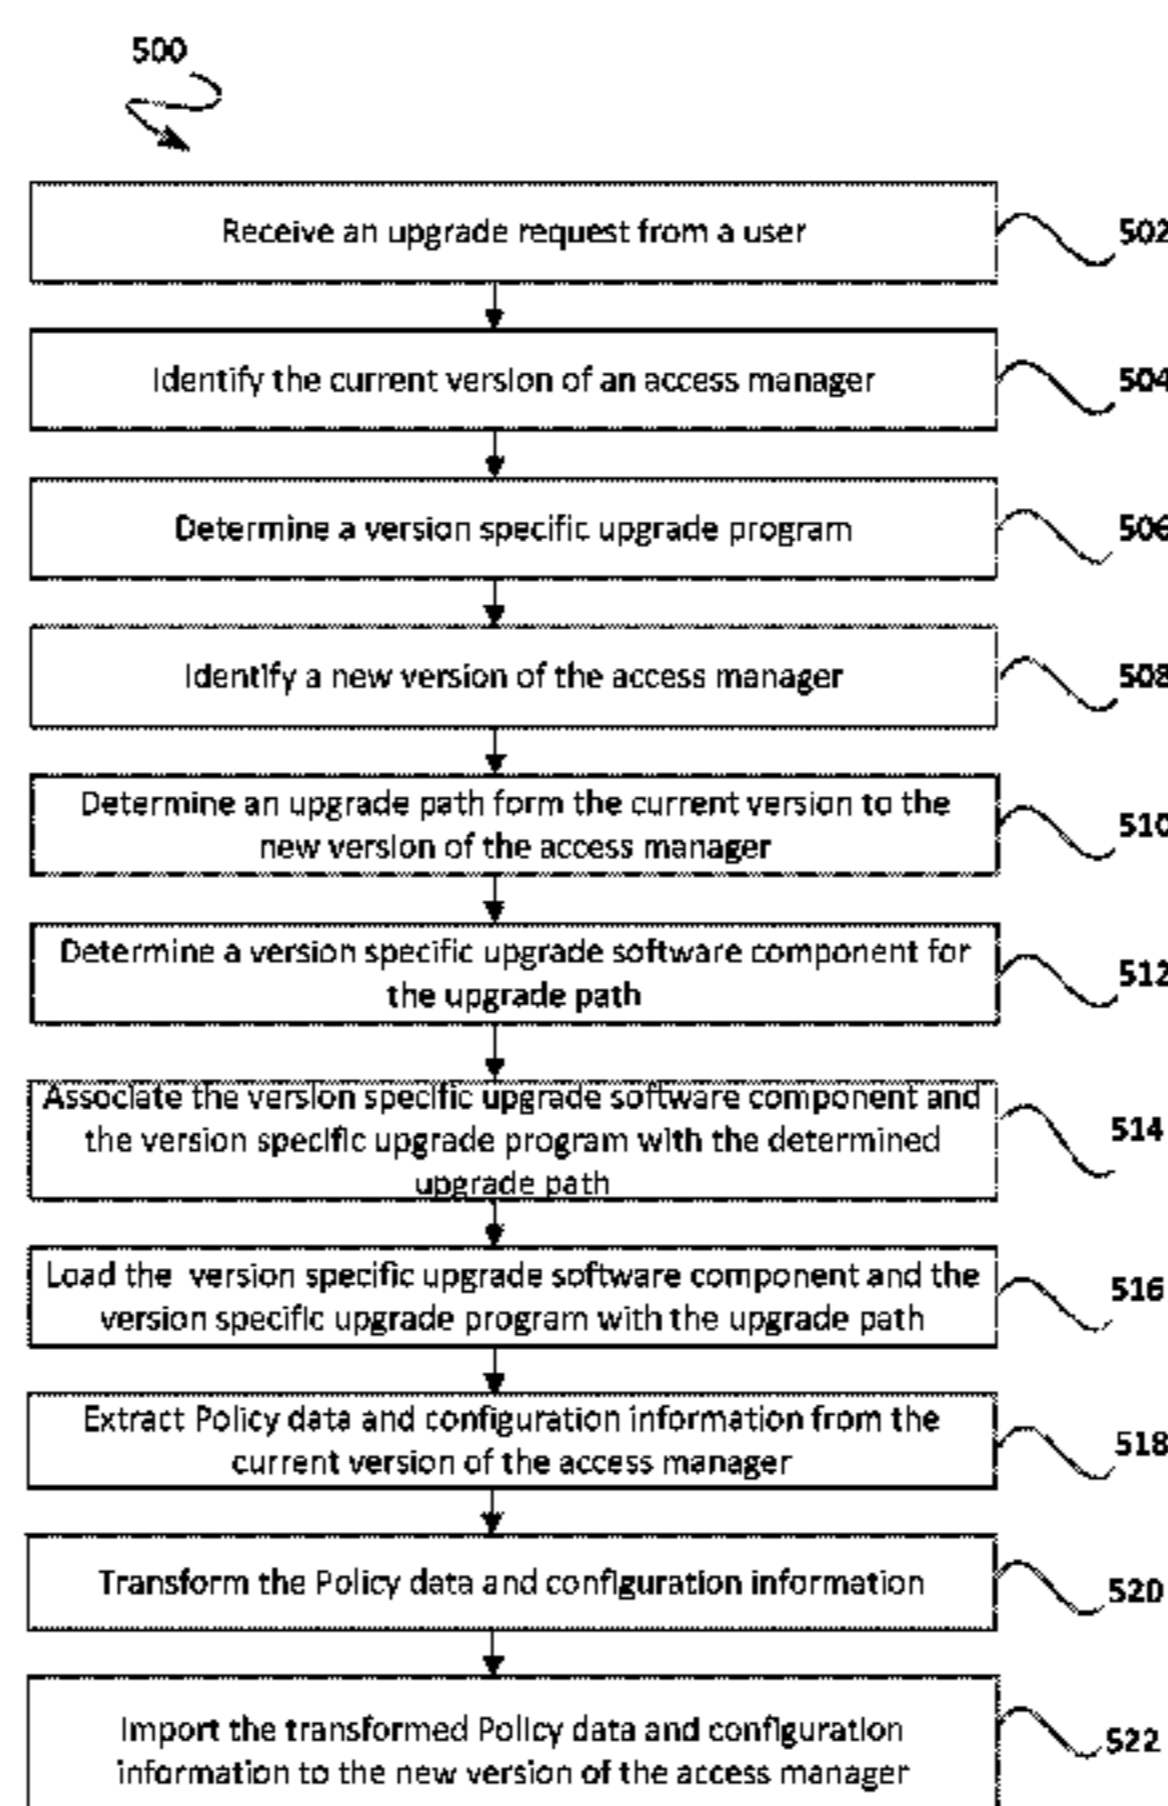 500
Receive an upgrade request from a user
502
Identify the current version of an access manager
504
Determine a version specific upgrade program
506
Identify a new version of the access manager
508
Determine an upgrade path form the current version to the
new version of the access manager
510
Determine a version specific upgrade software component for
the upgrade path
512
Associate the version specific upgrade software component and
the version specific upgrade program with the determined
upgrade path
514
Load the version specific upgrade software component and the
version specific upgrade program with the upgrade path
516
Extract Policy data and configuration information from the
current version of the access manager
518
Transform the Policy data and configuration information
520
Import the transformed Policy data and configuration
information to the new version of the access manager
522